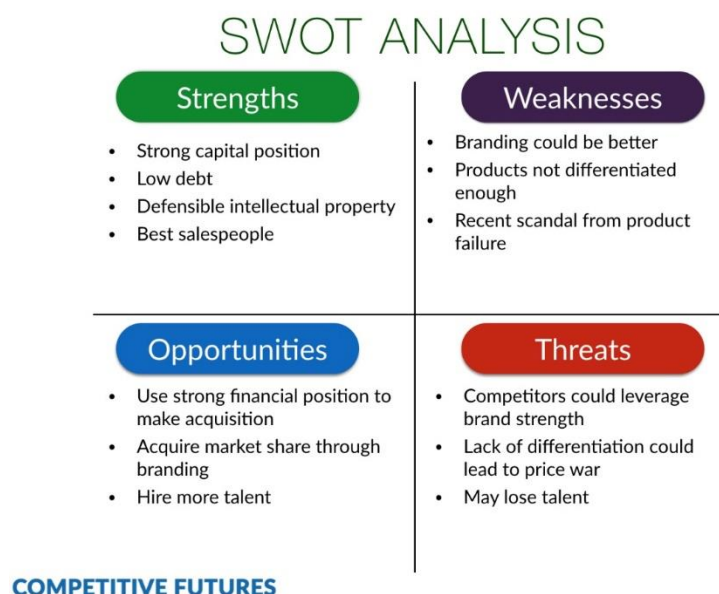 SWOT ANALYSIS
Strengths
• Strong capital position
• Low debt
• Defensible intellectual property
• Best salespeople
Weaknesses
• Branding could be better
• Products not differentiated
enough
• Recent scandal from product
failure
Opportunities
• Use strong financial position to
make acquisition
• Acquire market share through
branding
• Hire more talent
Threats
• Competitors could leverage
brand strength
• Lack of differentiation could
lead to price war
• May lose talent
COMPETITIVE FUTURES